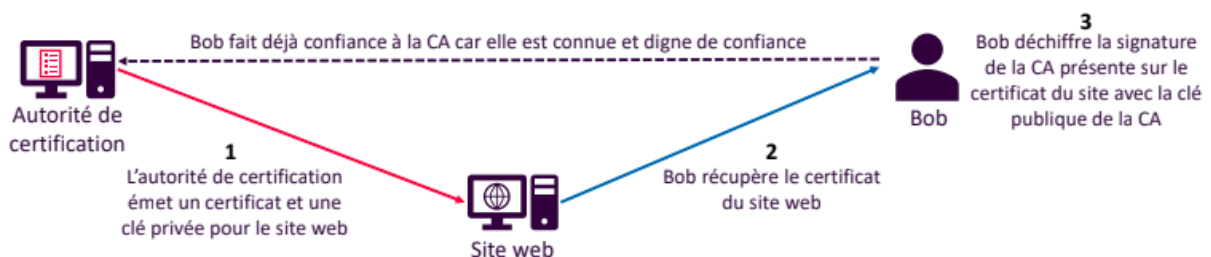 Bob fait déjà confiance à la CA car elle est connue et digne de confiance
Autorité de
certification
1
L'autorité de certification
émet un certificat et une
clé privée pour le site web
Site web
2
Bob récupère le certificat
du site web
Bob
3
Bob déchiffre la signature
de la CA présente sur le
certificat du site avec la clé
publique de la CA